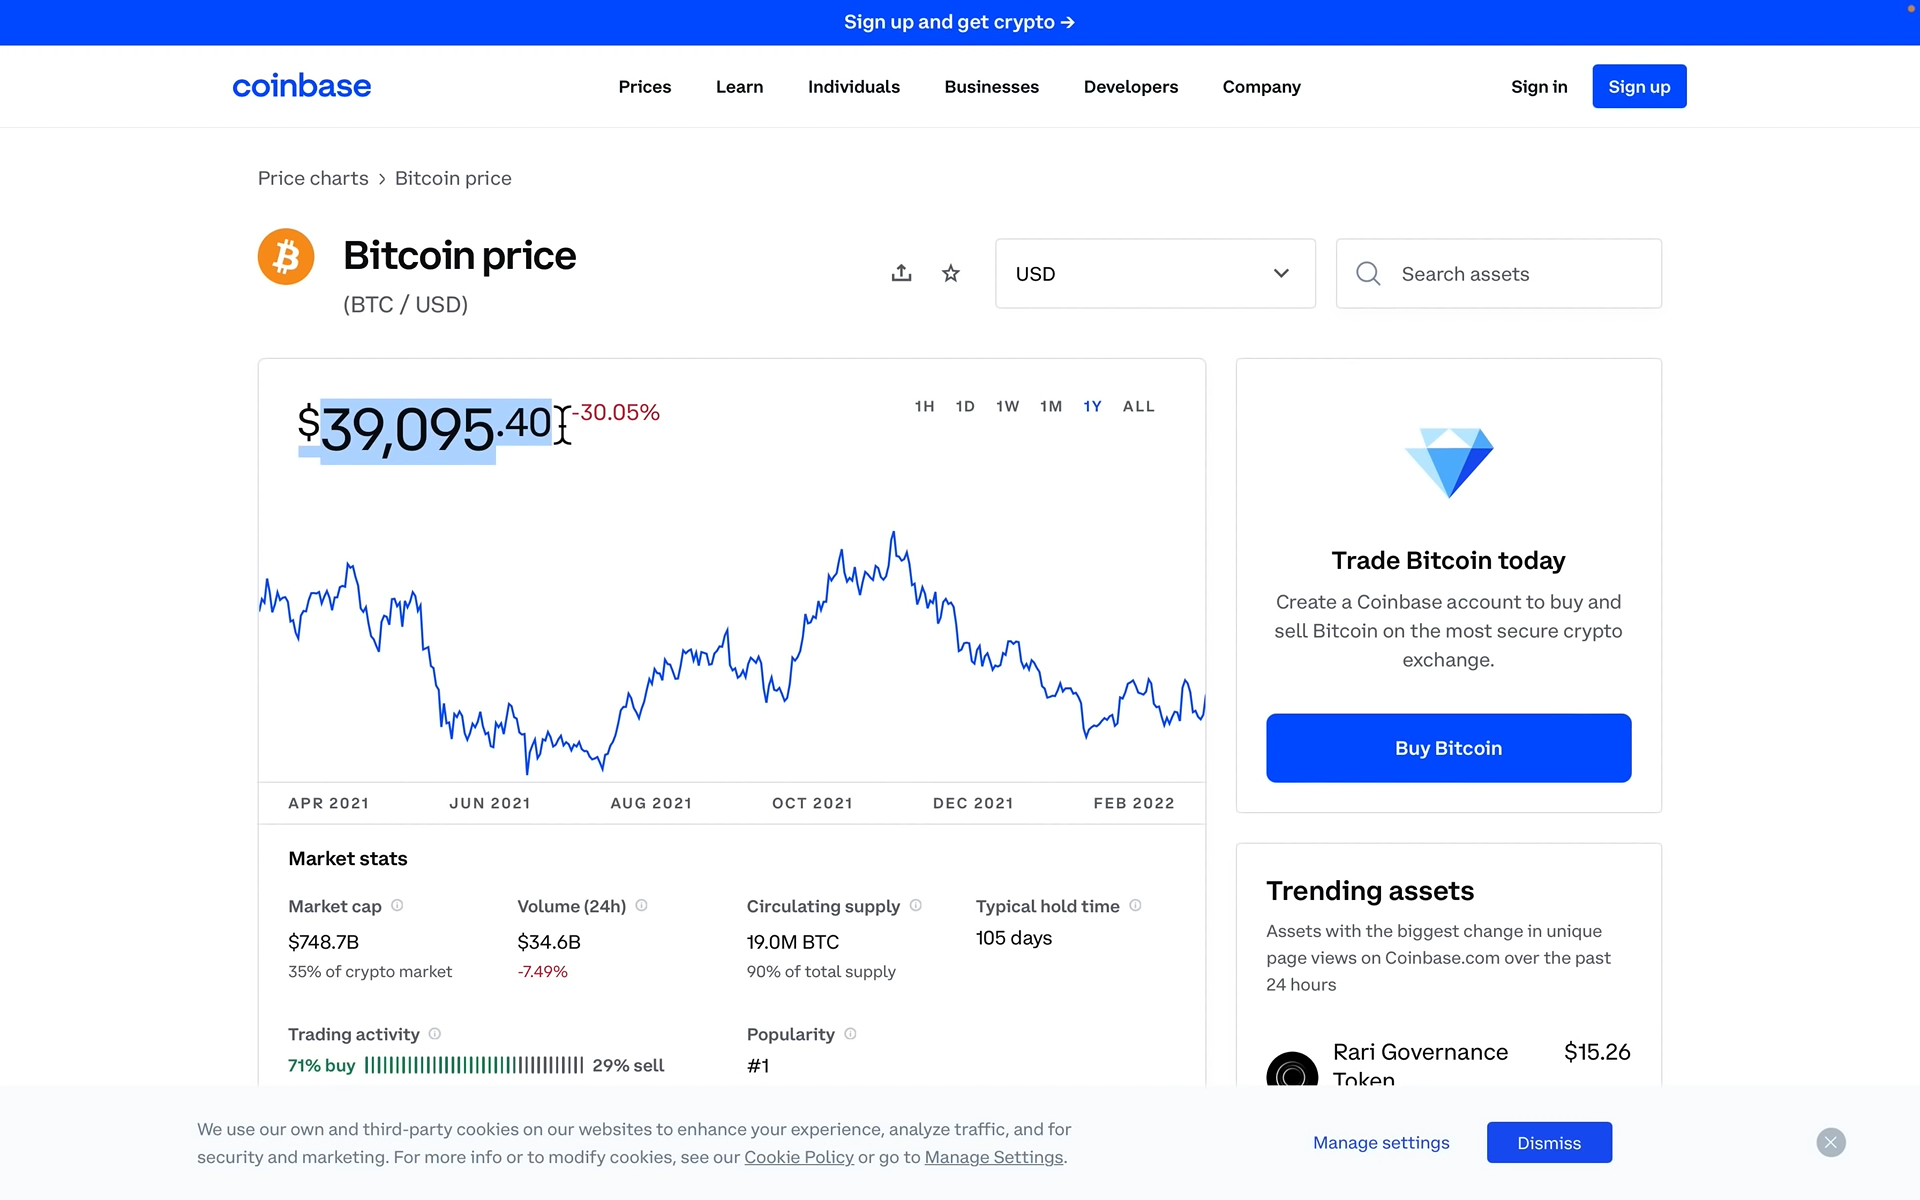 Sign up and get crypto →
coinbase
Prices Learn Individuals Businesses Developers Company
Sign in Sign up
Price charts > Bitcoin price
Bitcoin price
(BTC / USD)
USD
Search assets
$39,095.40 -30.05%
1H 1D 1W 1M 1Y ALL
APR 2021 JUN 2021 AUG 2021 OCT 2021 DEC 2021 FEB 2022
Trade Bitcoin today
Create a Coinbase account to buy and
sell Bitcoin on the most secure crypto
exchange.
Buy Bitcoin
Market stats
Market cap Volume (24h) Circulating supply Typical hold time
$748.7B $34.6B 19.0M BTC 105 days
35% of crypto market -7.49% 90% of total supply
Trading activity Popularity
71% buy 29% sell #1
Trending assets
Assets with the biggest change in unique
page views on Coinbase.com over the past
24 hours
Rari Governance $15.26
Token
We use our own and third-party cookies on our websites to enhance your experience, analyze traffic, and for
security and marketing. For more info or to modify cookies, see our Cookie Policy or go to Manage Settings.
Manage settings
Dismiss